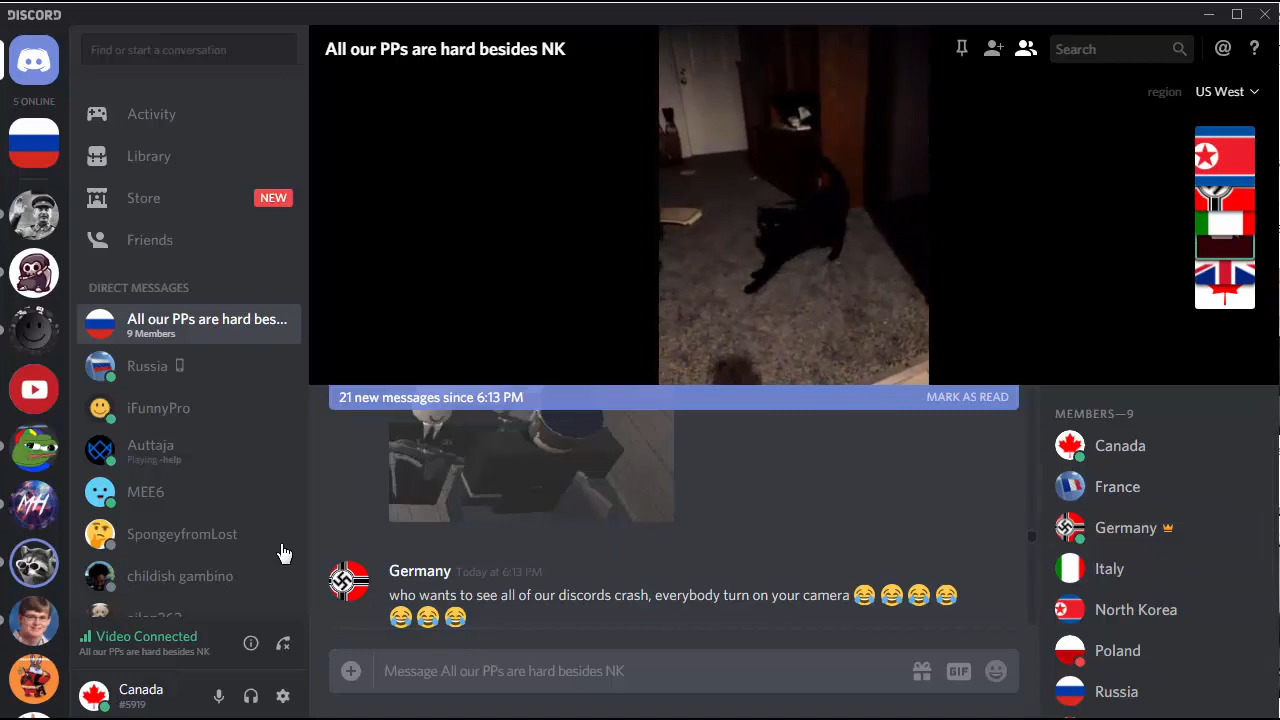 DISCORD
Find or start a conversation
All our PPs are hard besides NK
Search
5 ONLINE
region
US West
Activity
Library
Store
NEW
Friends
DIRECT MESSAGES
All our PPs are hard bes...
9 Members
Russia
iFunnyPro
Auttaja
Playing ~help
MEE6
SpongeyfromLost
childish gambino
Video Connected
All our PPs are hard besides NK
Canada
#5919
21 new messages since 6:13 PM
MARK AS READ
Germany Today at 6:13 PM
who wants to see all of our discords crash, everybody turn on your camera 😂😂😂😂
😂😂😂
Message All our PPs are hard besides NK
GIF
MEMBERS—9
Canada
France
Germany
Italy
North Korea
Poland
Russia